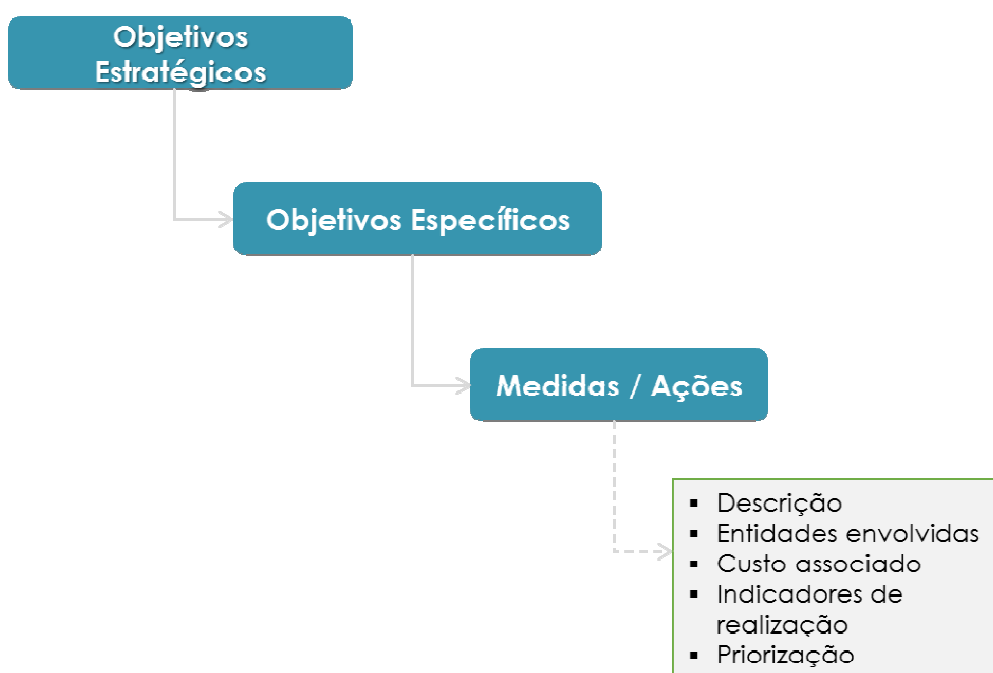 Objetivos
Estratégicos
Objetivos Específicos
Medidas / Ações
▪ Descrição
▪ Entidades envolvidas
▪ Custo associado
▪ Indicadores de
realização
▪ Priorização